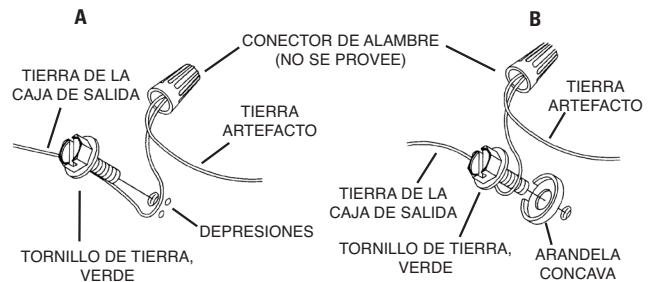 A
B
CONECTOR DE ALAMBRE
(NO SE PROVEE)
TIERRA DE LA
CAJA DE SALIDA
TIERRA
ARTEFACTO
DEPRESIONES
TORNILLO DE TIERRA,
VERDE
TIERRA
ARTEFACTO
TIERRA DE LA
CAJA DE SALIDA
TORNILLO DE TIERRA,
VERDE
ARANDELA
CONCAVA